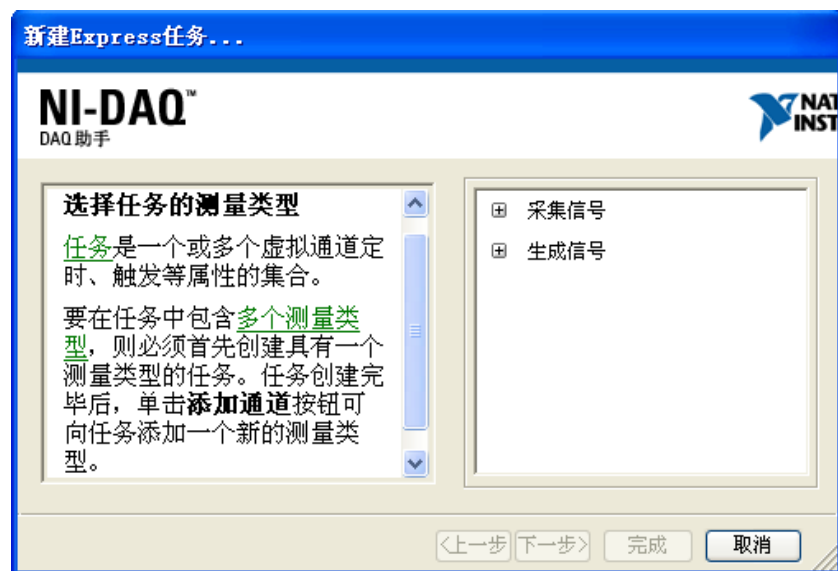 新建Express任务...
NI-DAQ™
DAQ 助手
NAT
INST
选择任务的测量类型
任务是一个或多个虚拟通道定
时、触发等属性的集合。
要在任务中包含多个测量类
型，则必须首先创建具有一个
测量类型的任务。任务创建完
毕后，单击添加通道按钮可
向任务添加一个新的测量类
型。
采集信号
生成信号
<上一步
下一步>
完成
取消